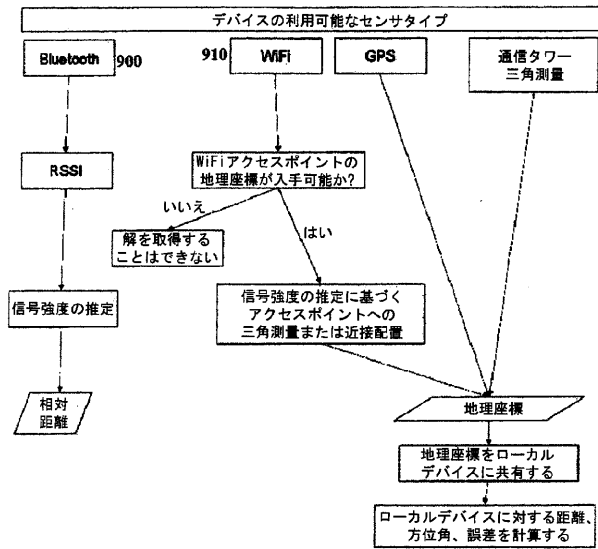 デバイスの利用可能なセンサタイプ
Bluetooth
900
910
WiFi
GPS
通信タワー
三角測量
RSSI
WiFiアクセスポイントの
地理座標が入手可能か?
いいえ
はい
解を取得する
ことはできない
信号強度の推定
信号強度の推定に基づく
アクセスポイントへの
三角測量または近接配置
相対
距離
地理座標
地理座標をローカル
デバイスに共有する
ローカルデバイスに対する距離、
方位角、誤差を計算する